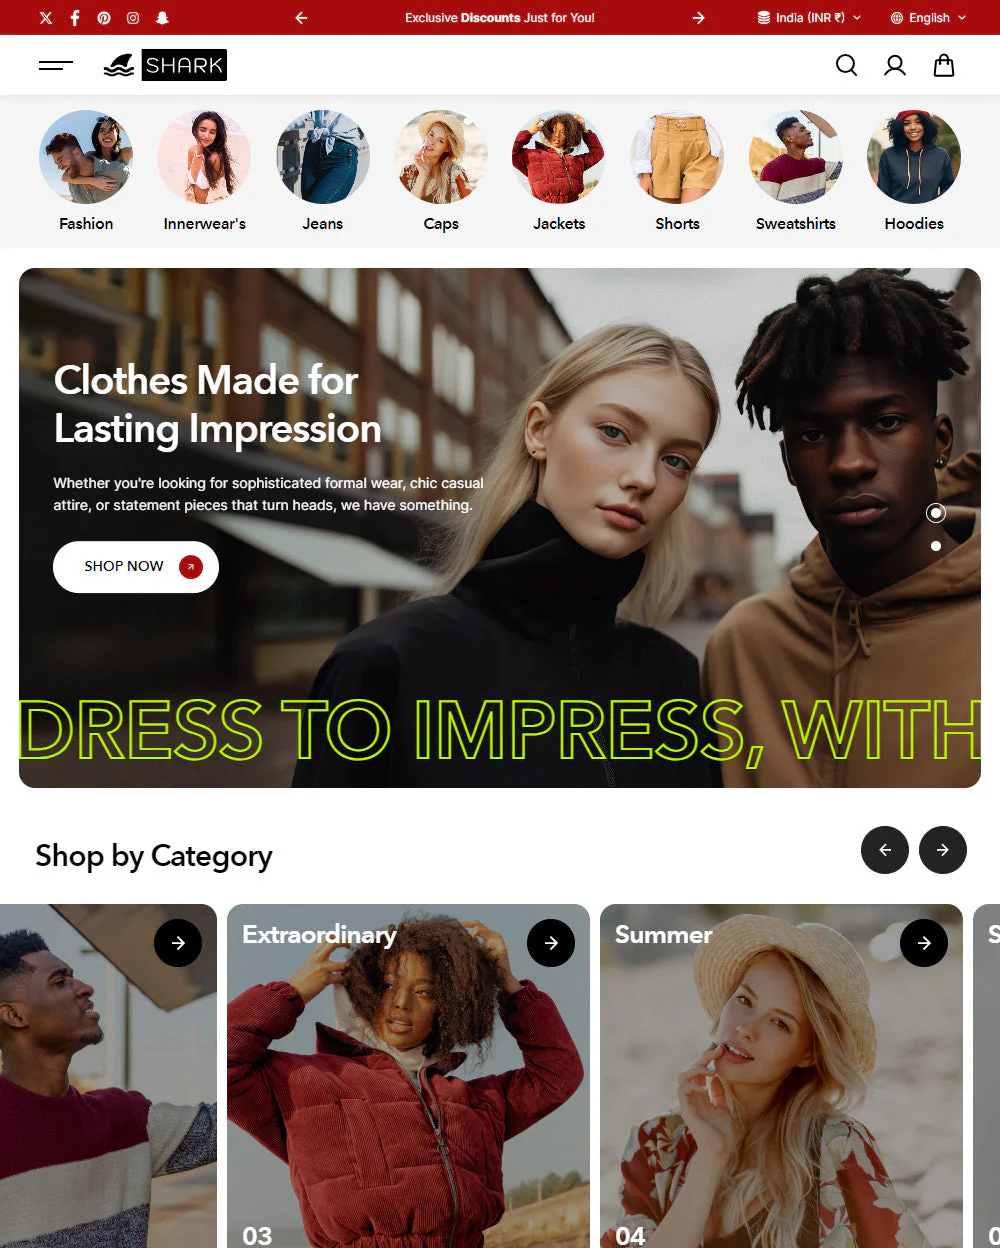 Exclusive Discounts Just for You!
India (INR ₹)
English
SHARK
Fashion
Innerwear's
Jeans
Caps
Jackets
Shorts
Sweatshirts
Hoodies
Clothes Made for
Lasting Impression
Whether you're looking for sophisticated formal wear, chic casual
attire, or statement pieces that turn heads, we have something.
SHOP NOW
DRESS TO IMPRESS, WITH
Shop by Category
Extraordinary
Summer
03
04